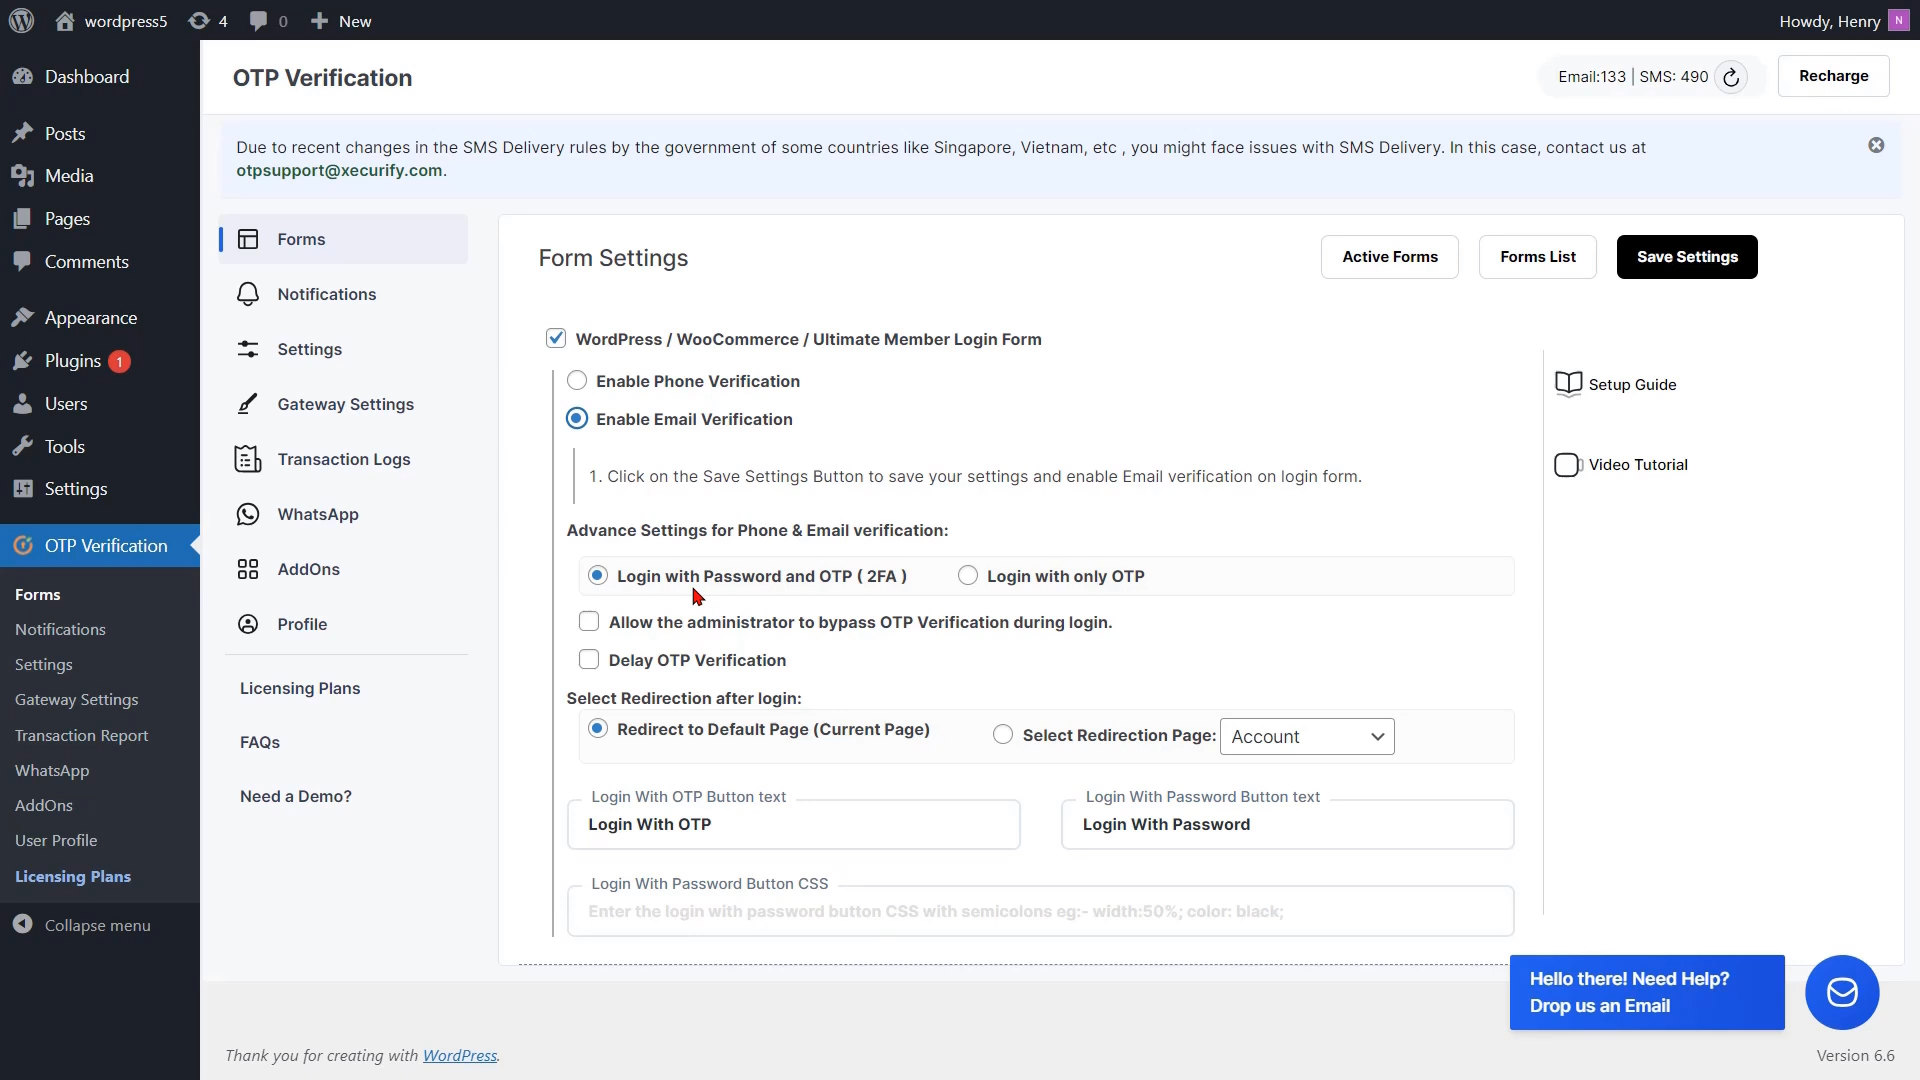 wordpress5 4 0 New Howdy, Henry N
Dashboard
Posts
Media
Pages
Comments
Appearance
Plugins 1
Users
Tools
Settings
OTP Verification
Forms
Notifications
Settings
Gateway Settings
Transaction Report
WhatsApp
AddOns
User Profile
Licensing Plans
Collapse menu
OTP Verification
Email:133 | SMS: 490
Recharge
Due to recent changes in the SMS Delivery rules by the government of some countries like Singapore, Vietnam, etc , you might face issues with SMS Delivery. In this case, contact us at
otpsupport@xecurify.com.
Forms
Notifications
Settings
Gateway Settings
Transaction Logs
WhatsApp
AddOns
Profile
Licensing Plans
FAQs
Need a Demo?
Form Settings
Active Forms
Forms List
Save Settings
WordPress / WooCommerce / Ultimate Member Login Form
Enable Phone Verification
Enable Email Verification
1. Click on the Save Settings Button to save your settings and enable Email verification on login form.
Advance Settings for Phone & Email verification:
Login with Password and OTP ( 2FA ) Login with only OTP
Allow the administrator to bypass OTP Verification during login.
Delay OTP Verification
Select Redirection after login:
Redirect to Default Page (Current Page) Select Redirection Page: Account
Login With OTP Button text
Login With OTP
Login With Password Button text
Login With Password
Login With Password Button CSS
Enter the login with password button CSS with semicolons eg:- width:50%; color: black;
Setup Guide
Video Tutorial
Hello there! Need Help?
Drop us an Email
Thank you for creating with WordPress.
Version 6.6